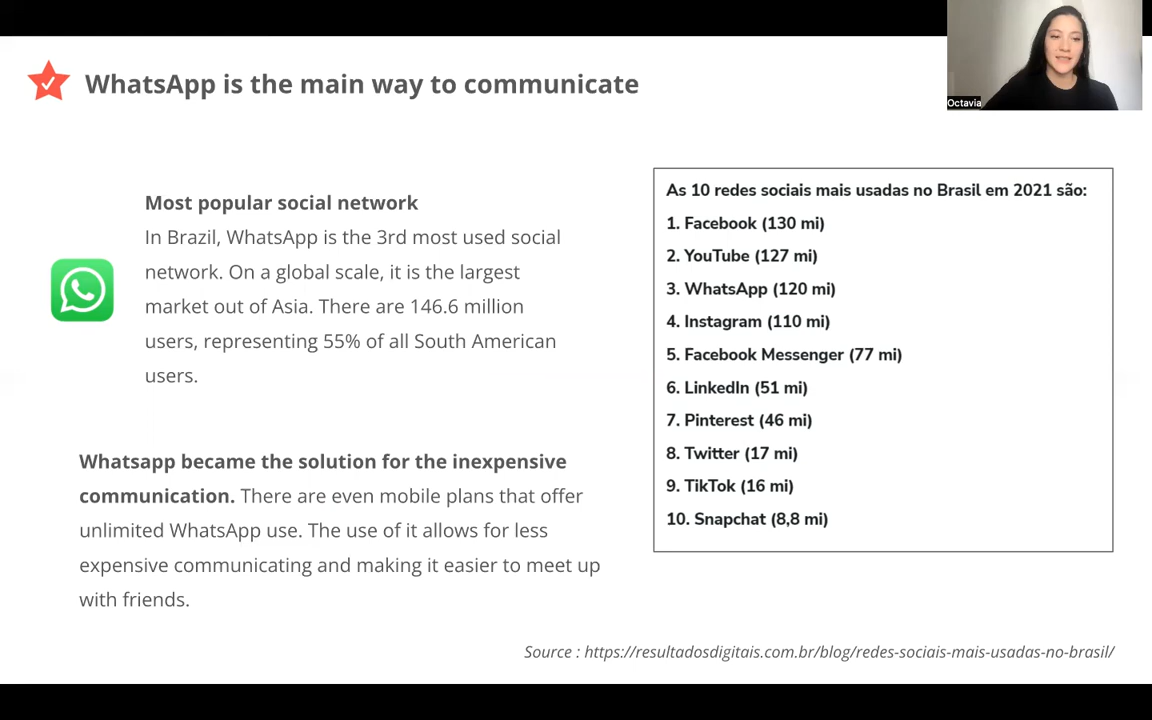 WhatsApp is the main way to communicate
Octavia
Most popular social network
In Brazil, WhatsApp is the 3rd most used social
network. On a global scale, it is the largest
market out of Asia. There are 146.6 million
users, representing 55% of all South American
users.
Whatsapp became the solution for the inexpensive
communication. There are even mobile plans that offer
unlimited WhatsApp use. The use of it allows for less
expensive communicating and making it easier to meet up
with friends.
As 10 redes sociais mais usadas no Brasil em 2021 são:
1. Facebook (130 mi)
2. YouTube (127 mi)
3. WhatsApp (120 mi)
4. Instagram (110 mi)
5. Facebook Messenger (77 mi)
6. LinkedIn (51 mi)
7. Pinterest (46 mi)
8. Twitter (17 mi)
9. TikTok (16 mi)
10. Snapchat (8,8 mi)
Source : https://resultadosdigitais.com.br/blog/redes-sociais-mais-usadas-no-brasil/